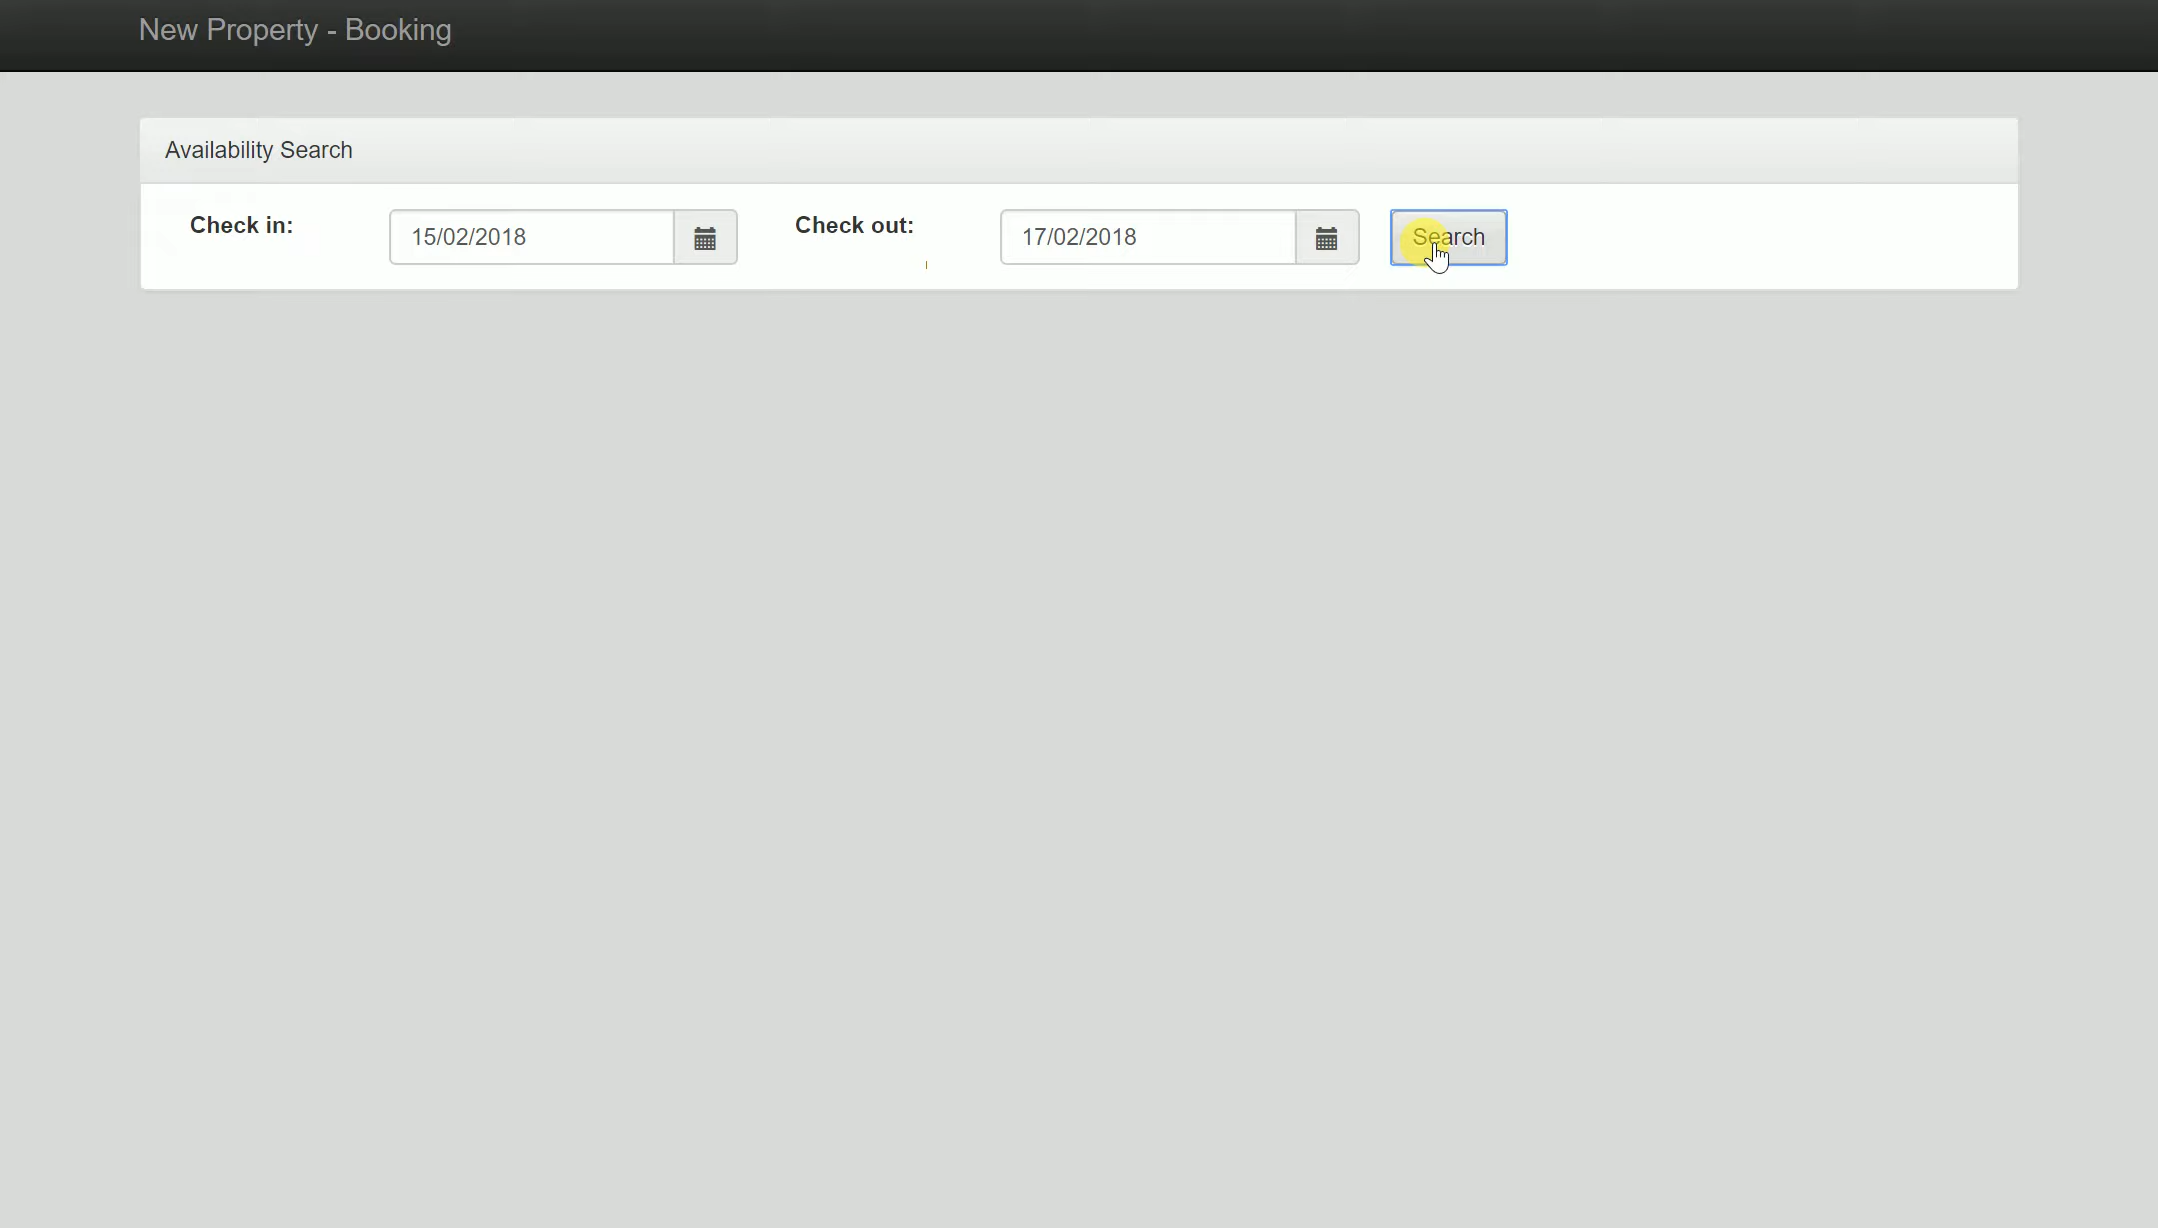 New Property - Booking
Availability Search
Check in: 15/02/2018 Check out: 17/02/2018 Search